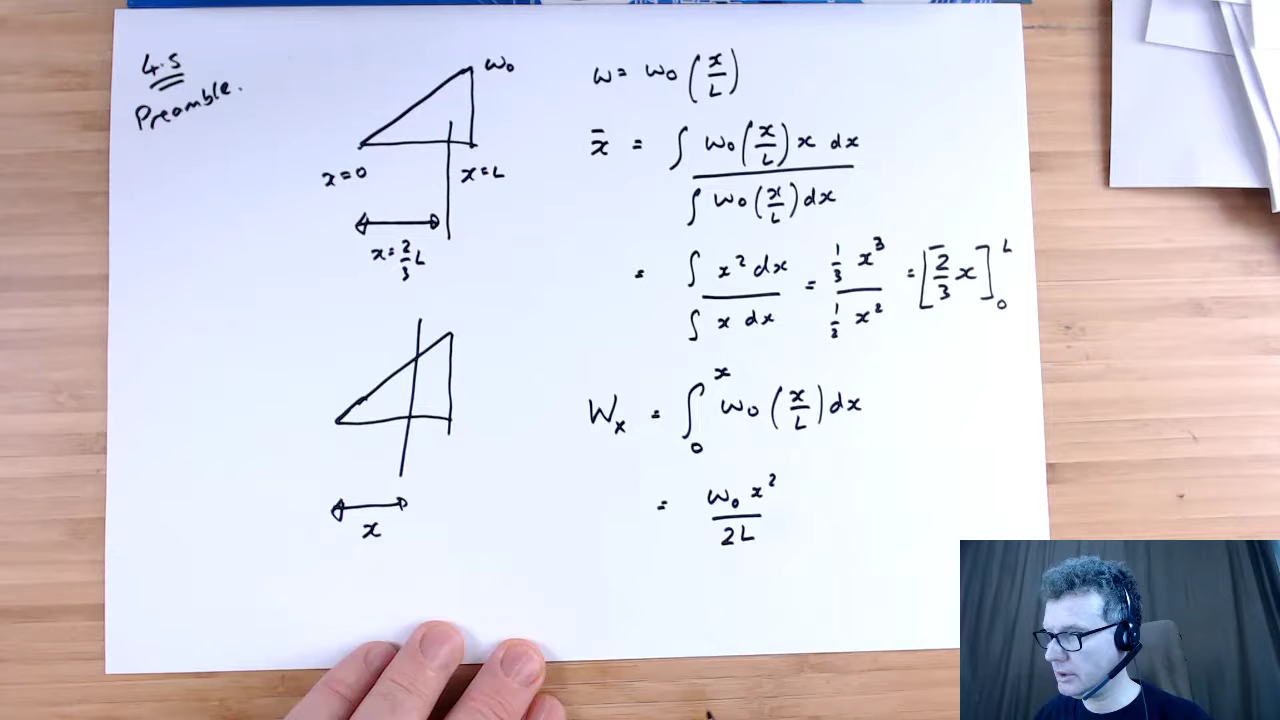 4.5
Preamble.
w₀
x=0
x=L
x=2/3 L
x
w = w₀ (x/L)
x̄ = ∫ w₀ (x/L) x dx / ∫ w₀ (x/L) dx
= ∫ x² dx / ∫ x dx = 1/3 x³ / 1/2 x² = [2/3 x]₀ᴸ
Wₓ = ∫₀ˣ w₀ (x/L) dx
= w₀ x² / 2L